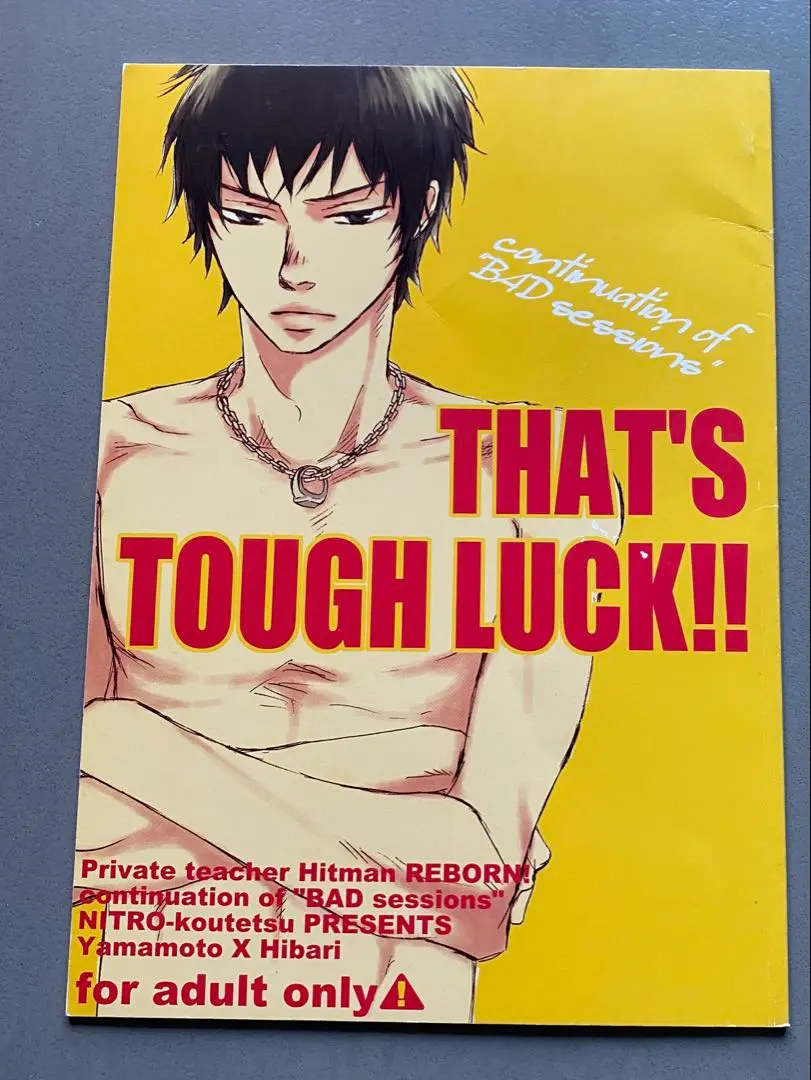 continuation of
"BAD sessions"
THAT'S
TOUGH LUCK!!
Private teacher Hitman REBORN!
continuation of "BAD sessions"
NITRO-koutetsu PRESENTS
Yamamoto X Hibari
for adult only